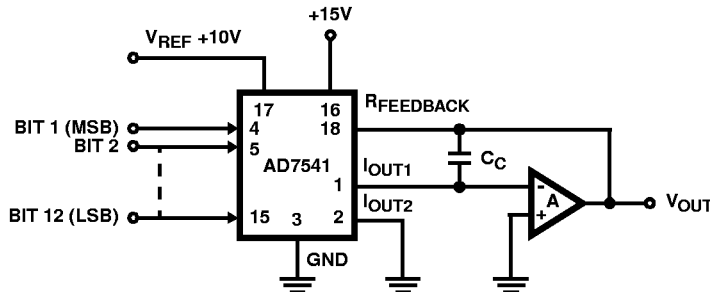 +15V
VREF +10V
17
16
RFEEDBACK
BIT 1 (MSB)
4
18
BIT 2
5
AD7541
IOUT1
CC
1
-
A
+
VOUT
IOUT2
BIT 12 (LSB)
15
3
2
GND